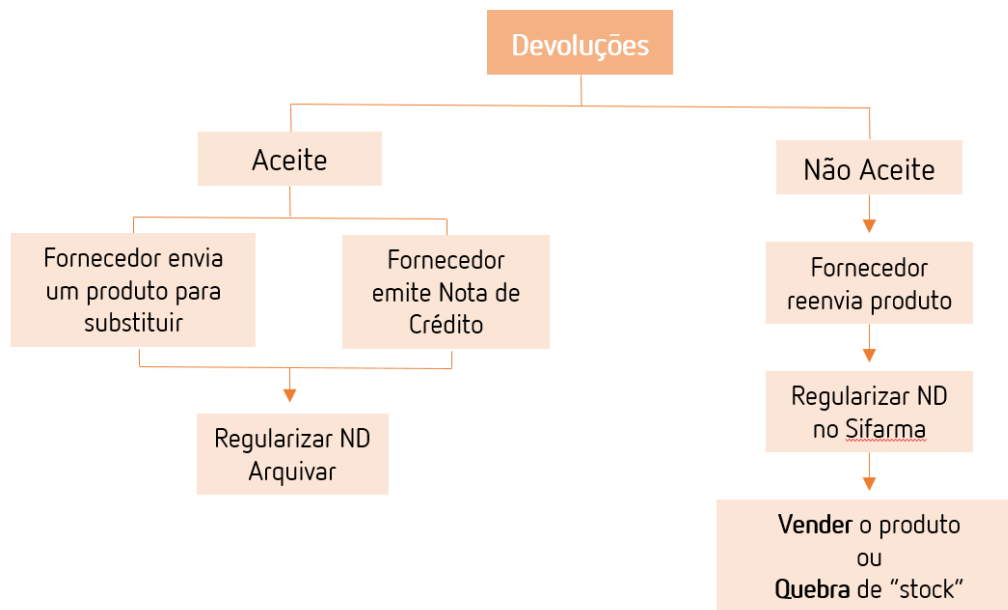 Devoluções
Aceite
Não Aceite
Fornecedor envia
um produto para
substituir
Fornecedor
emite Nota de
Crédito
Fornecedor
reenvia produto
Regularizar ND
Arquivar
Regularizar ND
no Sifarma
Vender o produto
ou
Quebra de "stock"